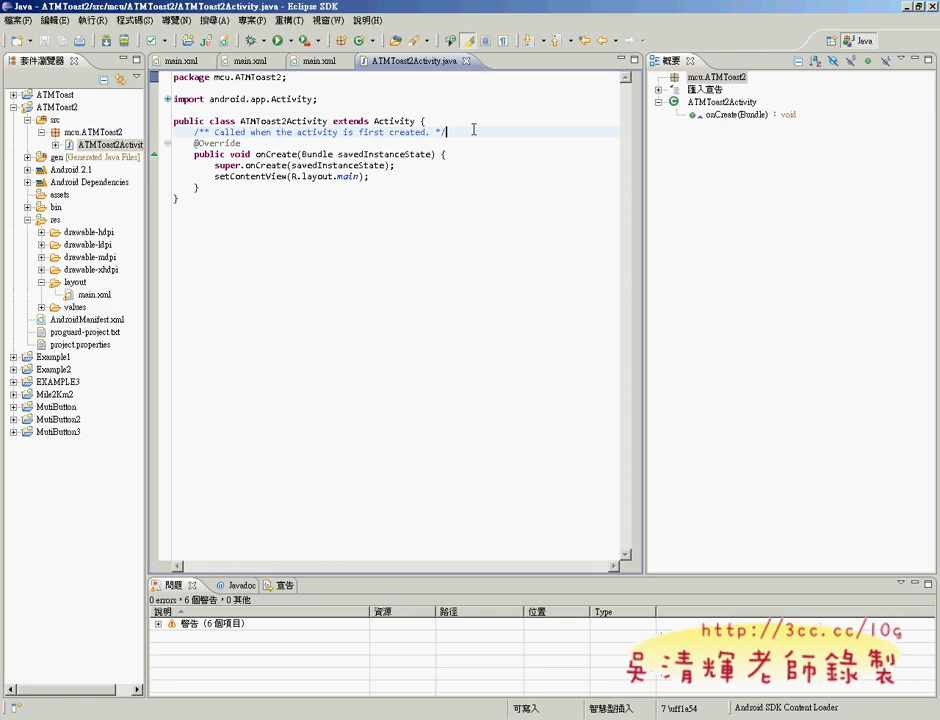 Java - ATMToast2/src/mcu/ATMToast2/ATMToast2Activity.java - Eclipse SDK
檔案(F) 編輯(E) 執行(R) 程式碼(S) 導覽(N) 搜尋(A) 專案(P) 重構(T) 視窗(W) 說明(H)
Java
套件瀏覽器
main.xml
main.xml
main.xml
ATMToast2Activity.java
概要
ATMToast
ATMToast2
src
mcu.ATMToast2
ATMToast2Activit
gen [Generated Java Files]
Android 2.1
Android Dependencies
assets
bin
res
drawable-hdpi
drawable-ldpi
drawable-mdpi
drawable-xhdpi
layout
main.xml
values
AndroidManifest.xml
proguard-project.txt
project.properties
Example1
Example2
EXAMPLE3
Mile2Km2
MutiButton
MutiButton2
MutiButton3
package mcu.ATMToast2;
import android.app.Activity;
public class ATMToast2Activity extends Activity {
/** Called when the activity is first created. */
@Override
public void onCreate(Bundle savedInstanceState) {
super.onCreate(savedInstanceState);
setContentView(R.layout.main);
}
}
mcu.ATMToast2
匯入宣告
ATMToast2Activity
onCreate(Bundle) : void
問題
@ Javadoc
宣告
0 errors，6 個警告，0 其他
說明 資源 路徑 位置 Type
警告 (6 個項目)
http://3cc.cc/10g
吳清輝老師錄製
可寫入
智慧型插入
7 \uff1a54
Android SDK Content Loader